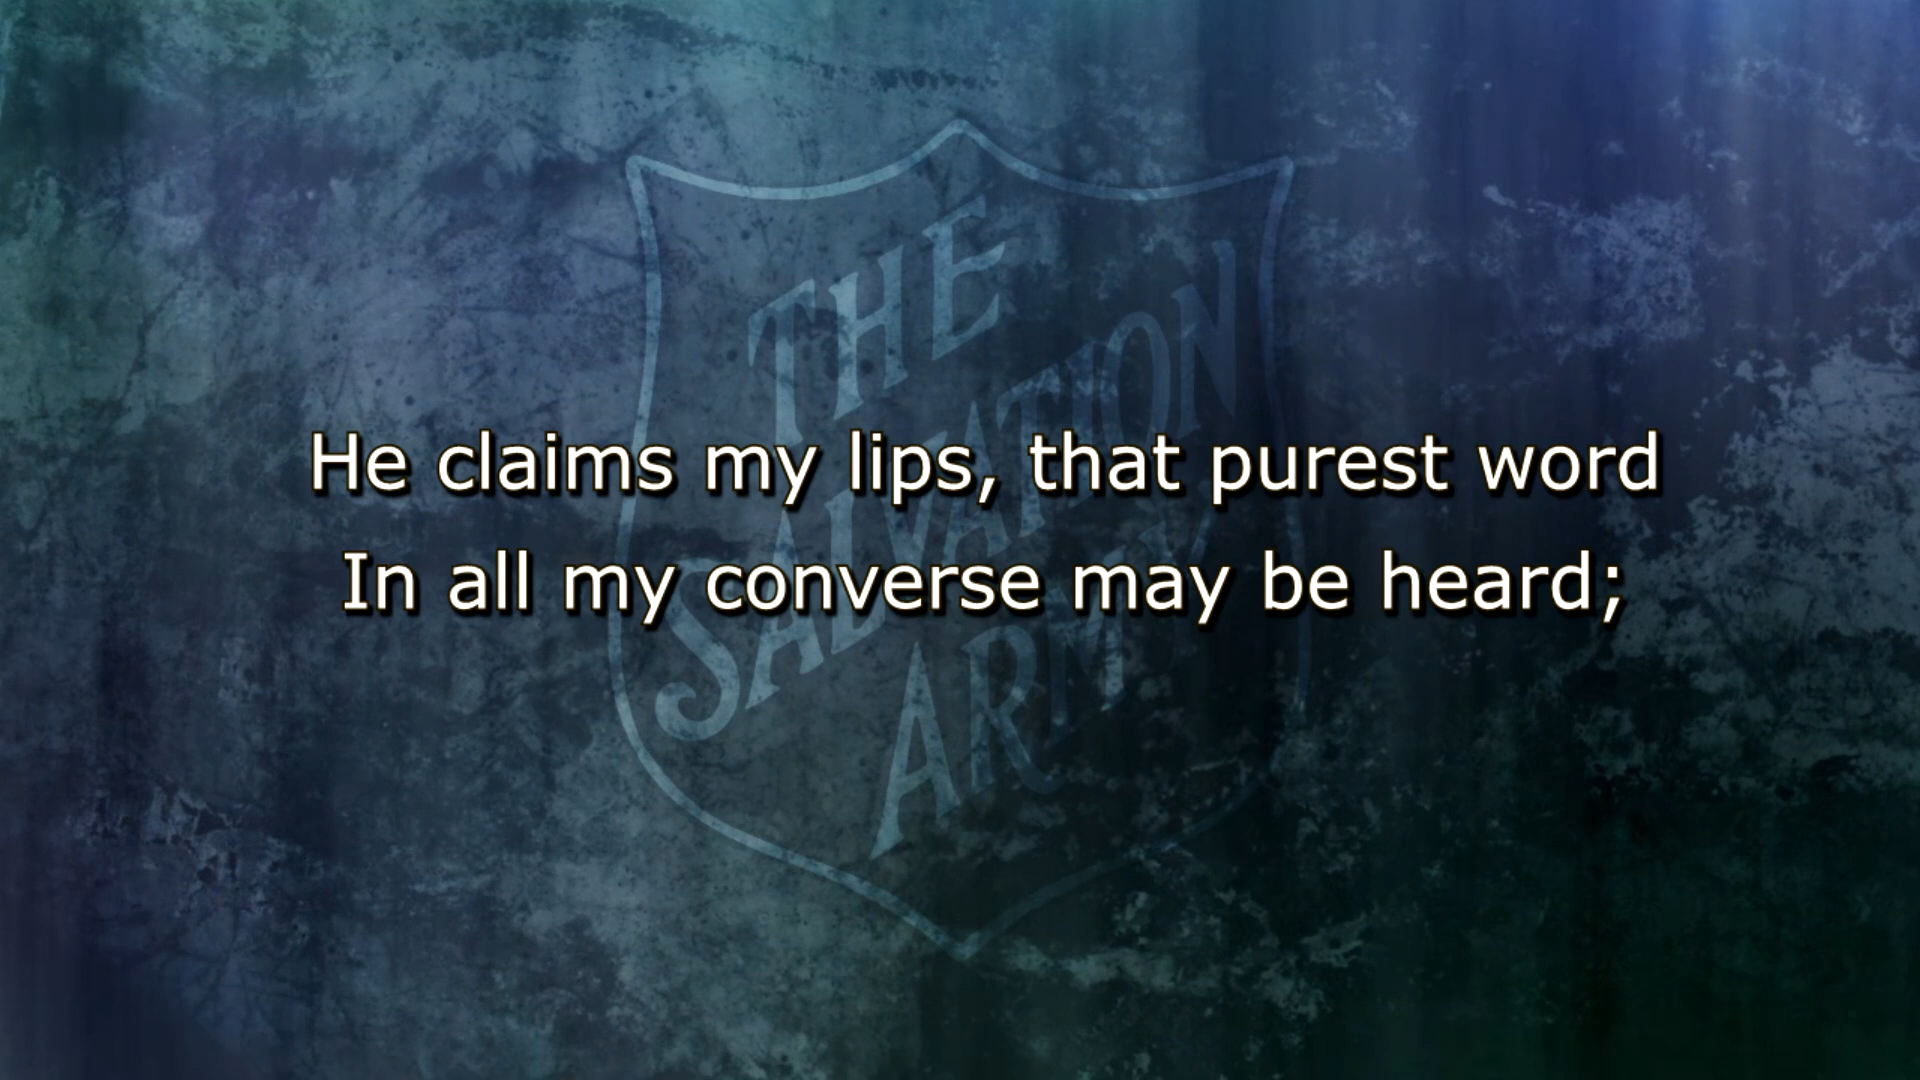 THE
SALVATION
ARMY
He claims my lips, that purest word
In all my converse may be heard;